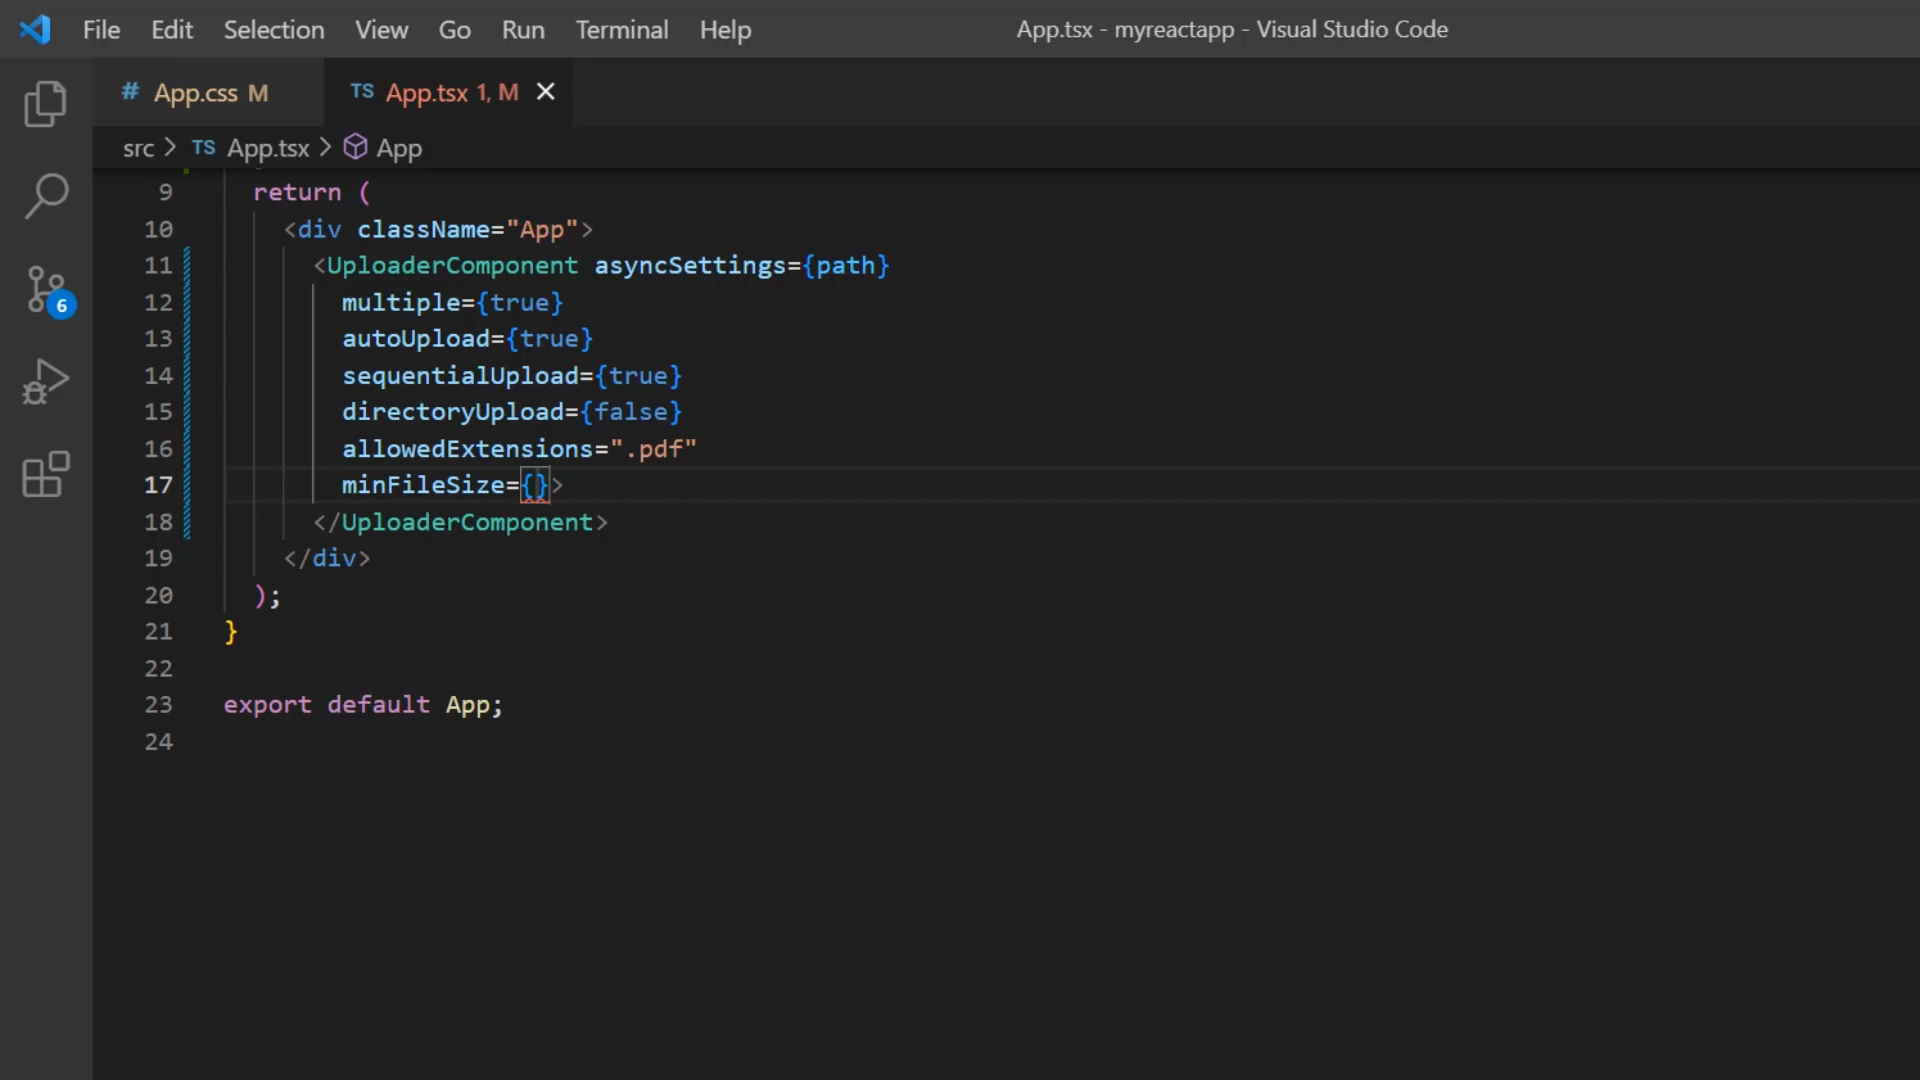 File Edit Selection View Go Run Terminal Help
App.tsx - myreactapp - Visual Studio Code
# App.css M
TS App.tsx 1, M
src > TS App.tsx > App
9 return (
10 <div className="App">
11 <UploaderComponent asyncSettings={path}
12 multiple={true}
13 autoUpload={true}
14 sequentialUpload={true}
15 directoryUpload={false}
16 allowedExtensions=".pdf"
17 minFileSize={}>
18 </UploaderComponent>
19 </div>
20 );
21 }
22
23 export default App;
24
6